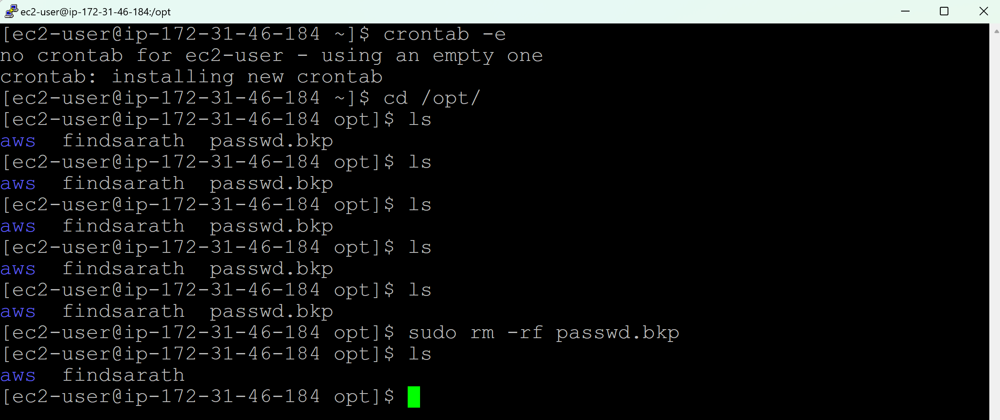 ec2-user@ip-172-31-46-184:/opt
[ec2-user@ip-172-31-46-184 ~]$ crontab -e
no crontab for ec2-user - using an empty one
crontab: installing new crontab
[ec2-user@ip-172-31-46-184 ~]$ cd /opt/
[ec2-user@ip-172-31-46-184 opt]$ ls
aws  findsarath  passwd.bkp
[ec2-user@ip-172-31-46-184 opt]$ ls
aws  findsarath  passwd.bkp
[ec2-user@ip-172-31-46-184 opt]$ ls
aws  findsarath  passwd.bkp
[ec2-user@ip-172-31-46-184 opt]$ ls
aws  findsarath  passwd.bkp
[ec2-user@ip-172-31-46-184 opt]$ ls
aws  findsarath  passwd.bkp
[ec2-user@ip-172-31-46-184 opt]$ sudo rm -rf passwd.bkp
[ec2-user@ip-172-31-46-184 opt]$ ls
aws  findsarath
[ec2-user@ip-172-31-46-184 opt]$